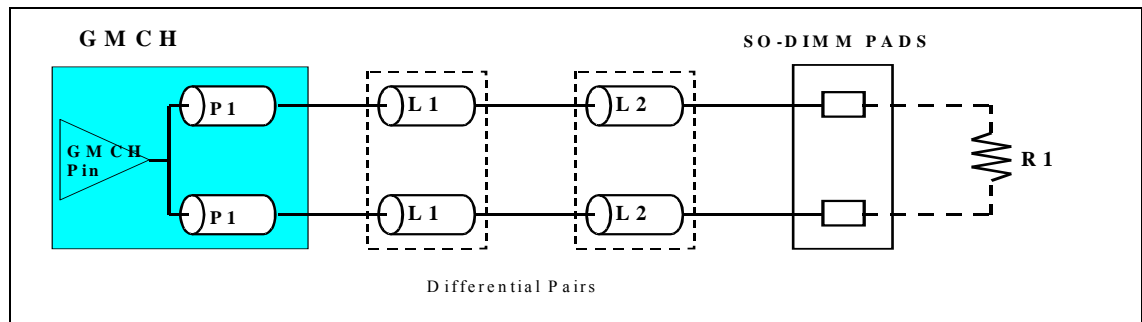 GMCH
SO-DIMM PADS
P1
L1
L2
GMCH
Pin
R1
P1
L1
L2
Differential Pairs